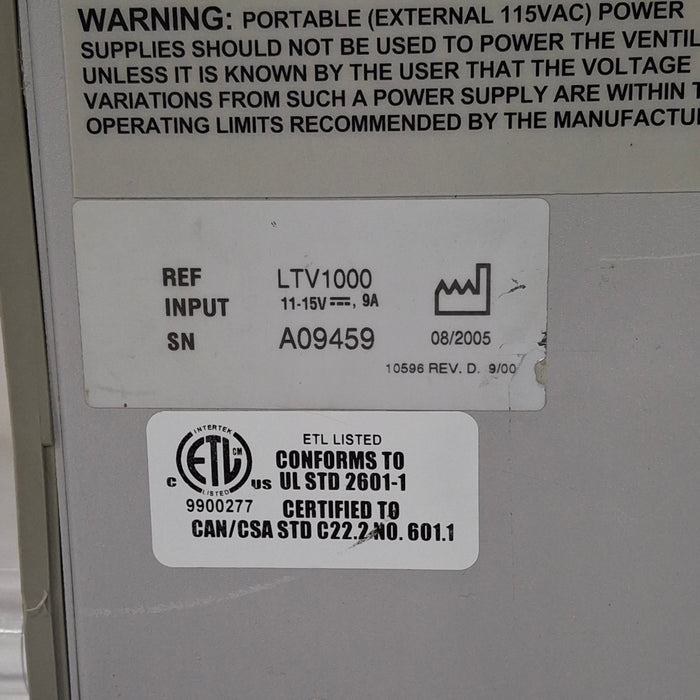 WARNING: PORTABLE (EXTERNAL 115VAC) POWER
SUPPLIES SHOULD NOT BE USED TO POWER THE
UNLESS IT IS KNOWN BY THE USER THAT THE VOLTAGE
VARIATIONS FROM SUCH A POWER SUPPLY ARE WITHIN
OPERATING LIMITS RECOMMENDED BY THE
REF LTV1000
INPUT 11-15V⎓, 9A
SN A09459
08/2005
10596 REV. D. 9/00
INTERTEK
ETL CM
LISTED
C US
9900277
ETL LISTED
CONFORMS TO
UL STD 2601-1
CERTIFIED TO
CAN/CSA STD C22.2 NO. 601.1